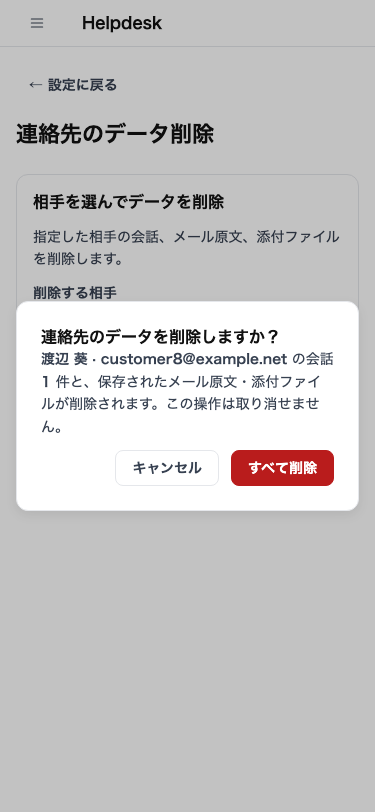 Helpdesk
← 設定に戻る
連絡先のデータ削除
相手を選んでデータを削除
指定した相手の会話、メール原文、添付ファイル
を削除します。
削除する相手
連絡先のデータを削除しますか？
渡辺 葵 · customer8@example.net の会話
1 件と、保存されたメール原文・添付ファイ
ルが削除されます。この操作は取り消せませ
ん。
キャンセル
すべて削除